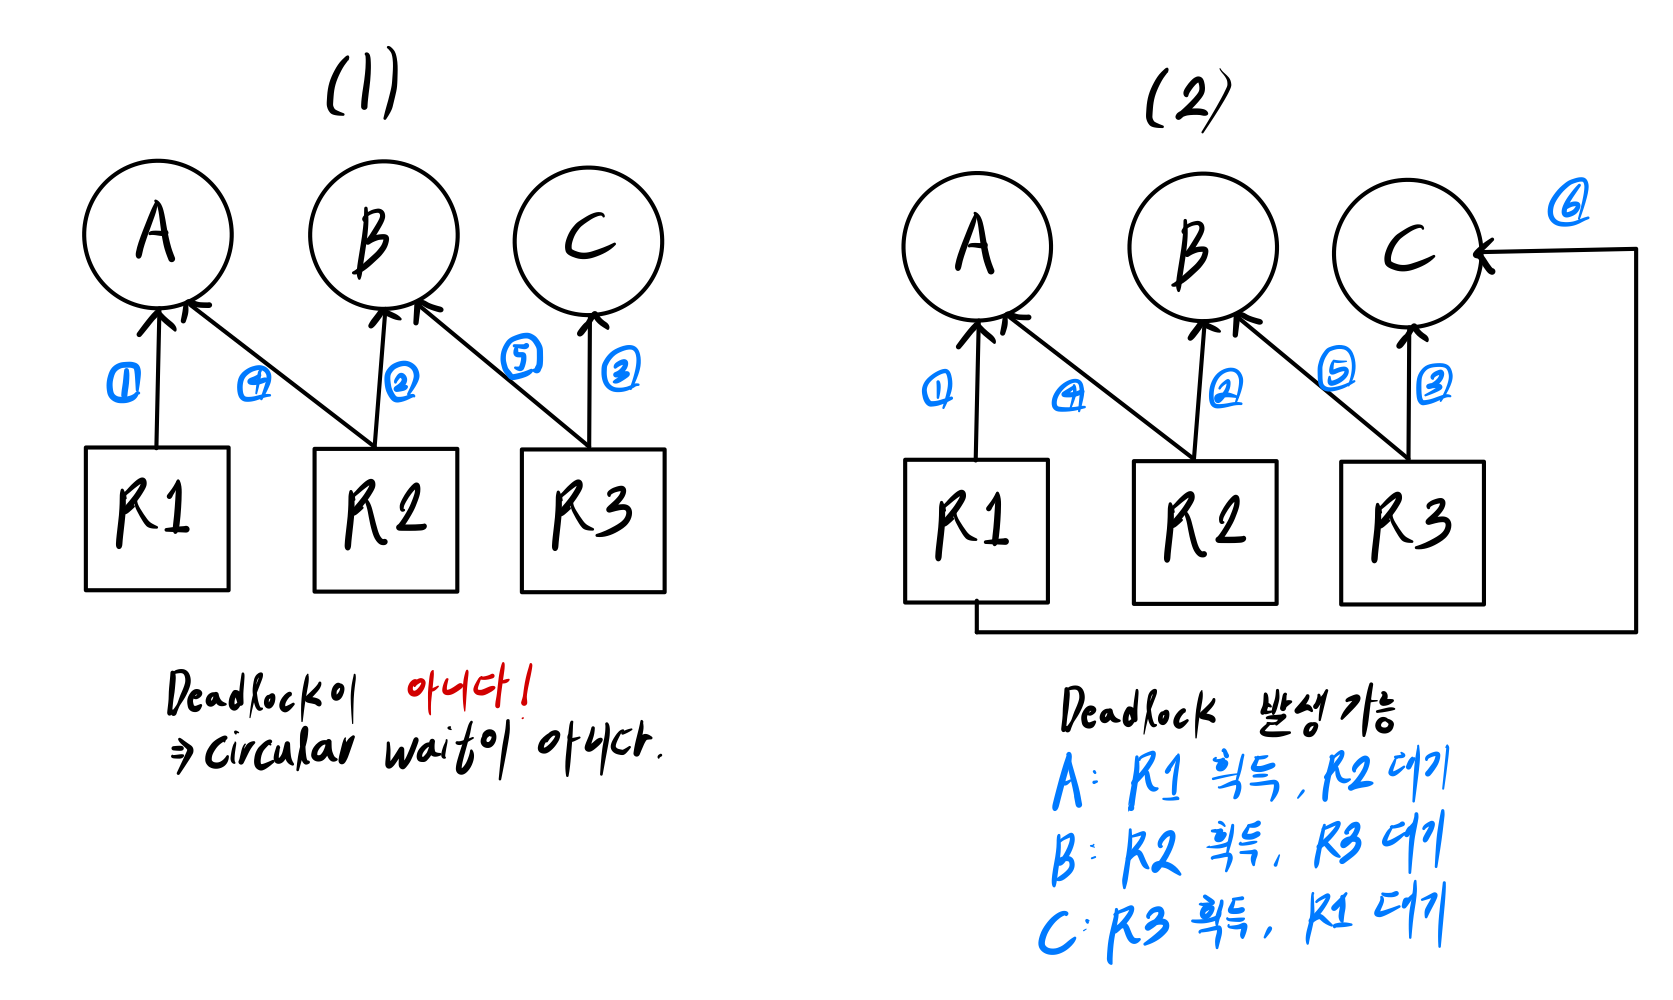 (1)
A B C
① ④ ② ⑤ ③
R1 R2 R3
Deadlock이 아니다!
⇒ circular wait이 아니다.
(2)
A B C
⑥
① ④ ② ⑤ ③
R1 R2 R3
Deadlock 발생 가능
A: R1 획득, R2 대기
B: R2 획득, R3 대기
C: R3 획득, R1 대기